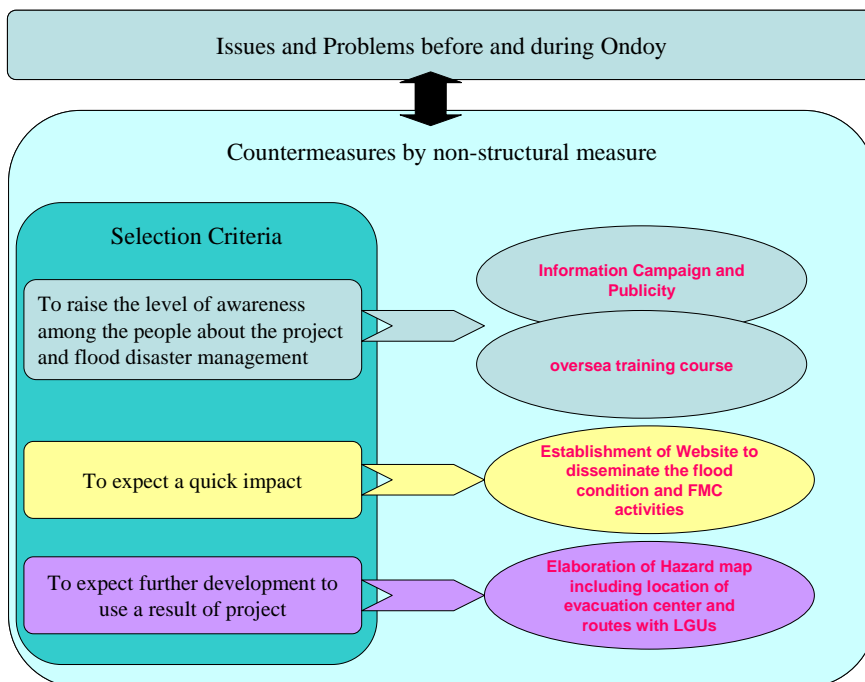 Issues and Problems before and during Ondoy
Countermeasures by non-structural measure
Selection Criteria
To raise the level of awareness
among the people about the project
and flood disaster management
Information Campaign and
Publicity
oversea training course
To expect a quick impact
Establishment of Website to
disseminate the flood
condition and FMC
activities
To expect further development to
use a result of project
Elaboration of Hazard map
including location of
evacuation center and
routes with LGUs